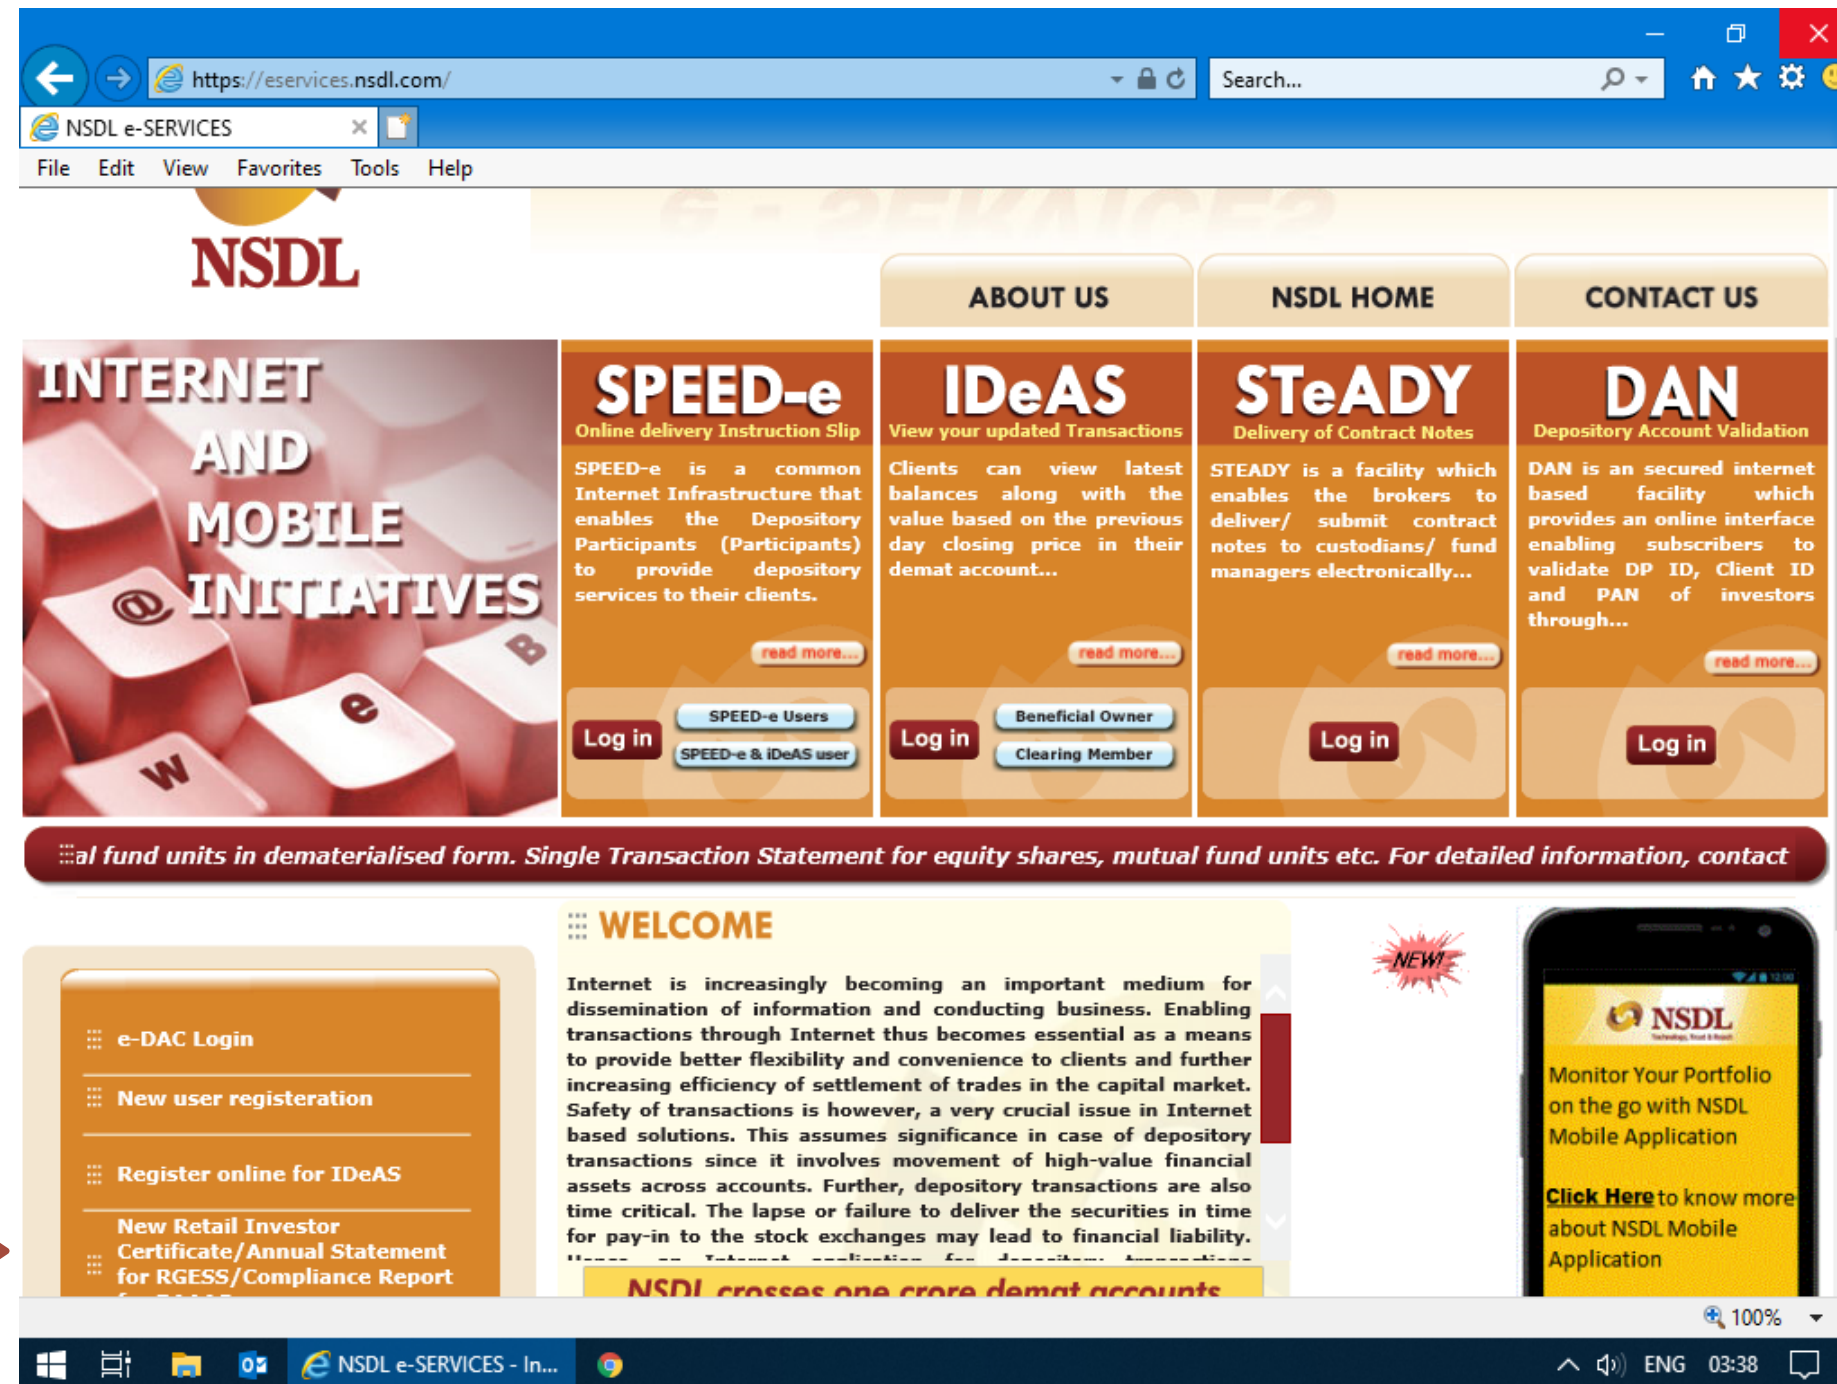 https://eservices.nsdl.com/
Search...
NSDL e-SERVICES
File Edit View Favorites Tools Help
NSDL
ABOUT US
NSDL HOME
CONTACT US
INTERNET
AND
MOBILE
INITIATIVES
@
B
e
W
SPEED-e
Online delivery Instruction Slip
SPEED-e is a common
Internet Infrastructure that
enables the Depository
Participants (Participants)
to provide depository
services to their clients.
read more...
Log in
SPEED-e Users
SPEED-e & iDeAS user
IDeAS
View your updated Transactions
Clients can view latest
balances along with the
value based on the previous
day closing price in their
demat account...
read more...
Log in
Beneficial Owner
Clearing Member
STeADY
Delivery of Contract Notes
STEADY is a facility which
enables the brokers to
deliver/ submit contract
notes to custodians/ fund
managers electronically...
read more...
Log in
DAN
Depository Account Validation
DAN is an secured internet
based facility which
provides an online interface
enabling subscribers to
validate DP ID, Client ID
and PAN of investors
through...
read more...
Log in
al fund units in dematerialised form. Single Transaction Statement for equity shares, mutual fund units etc. For detailed information, contact
e-DAC Login
New user registeration
Register online for IDeAS
New Retail Investor
Certificate/Annual Statement
for RGESS/Compliance Report
WELCOME
Internet is increasingly becoming an important medium for
dissemination of information and conducting business. Enabling
transactions through Internet thus becomes essential as a means
to provide better flexibility and convenience to clients and further
increasing efficiency of settlement of trades in the capital market.
Safety of transactions is however, a very crucial issue in Internet
based solutions. This assumes significance in case of depository
transactions since it involves movement of high-value financial
assets across accounts. Further, depository transactions are also
time critical. The lapse or failure to deliver the securities in time
for pay-in to the stock exchanges may lead to financial liability.
NSDL crosses one crore demat accounts
NEW!
12:00
NSDL
Technology, Trust & Reach
Monitor Your Portfolio
on the go with NSDL
Mobile Application
Click Here to know more
about NSDL Mobile
Application
100%
NSDL e-SERVICES - In...
ENG 03:38